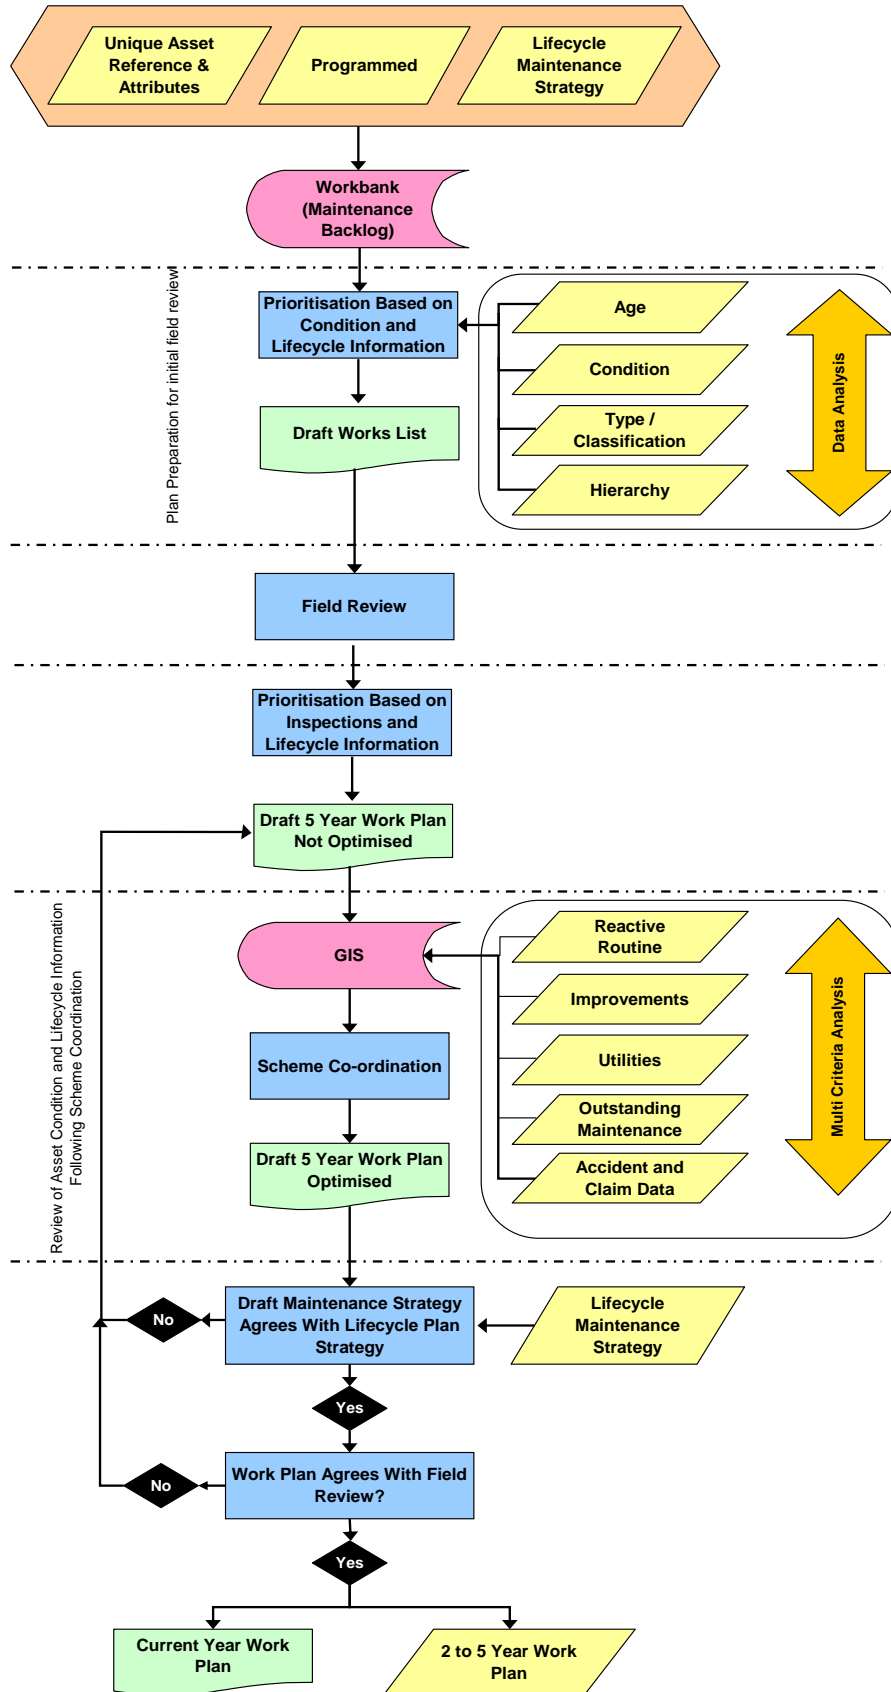 Unique Asset
Reference &
Attributes
Programmed
Lifecycle
Maintenance
Strategy
Workbank
(Maintenance
Backlog)
Plan Preparation for initial field review
Prioritisation Based on
Condition and
Lifecycle Information
Age
Condition
Type /
Classification
Hierarchy
Data Analysis
Draft Works List
Field Review
Prioritisation Based on
Inspections and
Lifecycle Information
Draft 5 Year Work Plan
Not Optimised
Review of Asset Condition and Lifecycle Information
Following Scheme Coordination
GIS
Reactive
Routine
Improvements
Utilities
Outstanding
Maintenance
Accident and
Claim Data
Multi Criteria Analysis
Scheme Co-ordination
Draft 5 Year Work Plan
Optimised
No
Draft Maintenance Strategy
Agrees With Lifecycle Plan
Strategy
Lifecycle
Maintenance
Strategy
Yes
No
Work Plan Agrees With Field
Review?
Yes
Current Year Work
Plan
2 to 5 Year Work
Plan